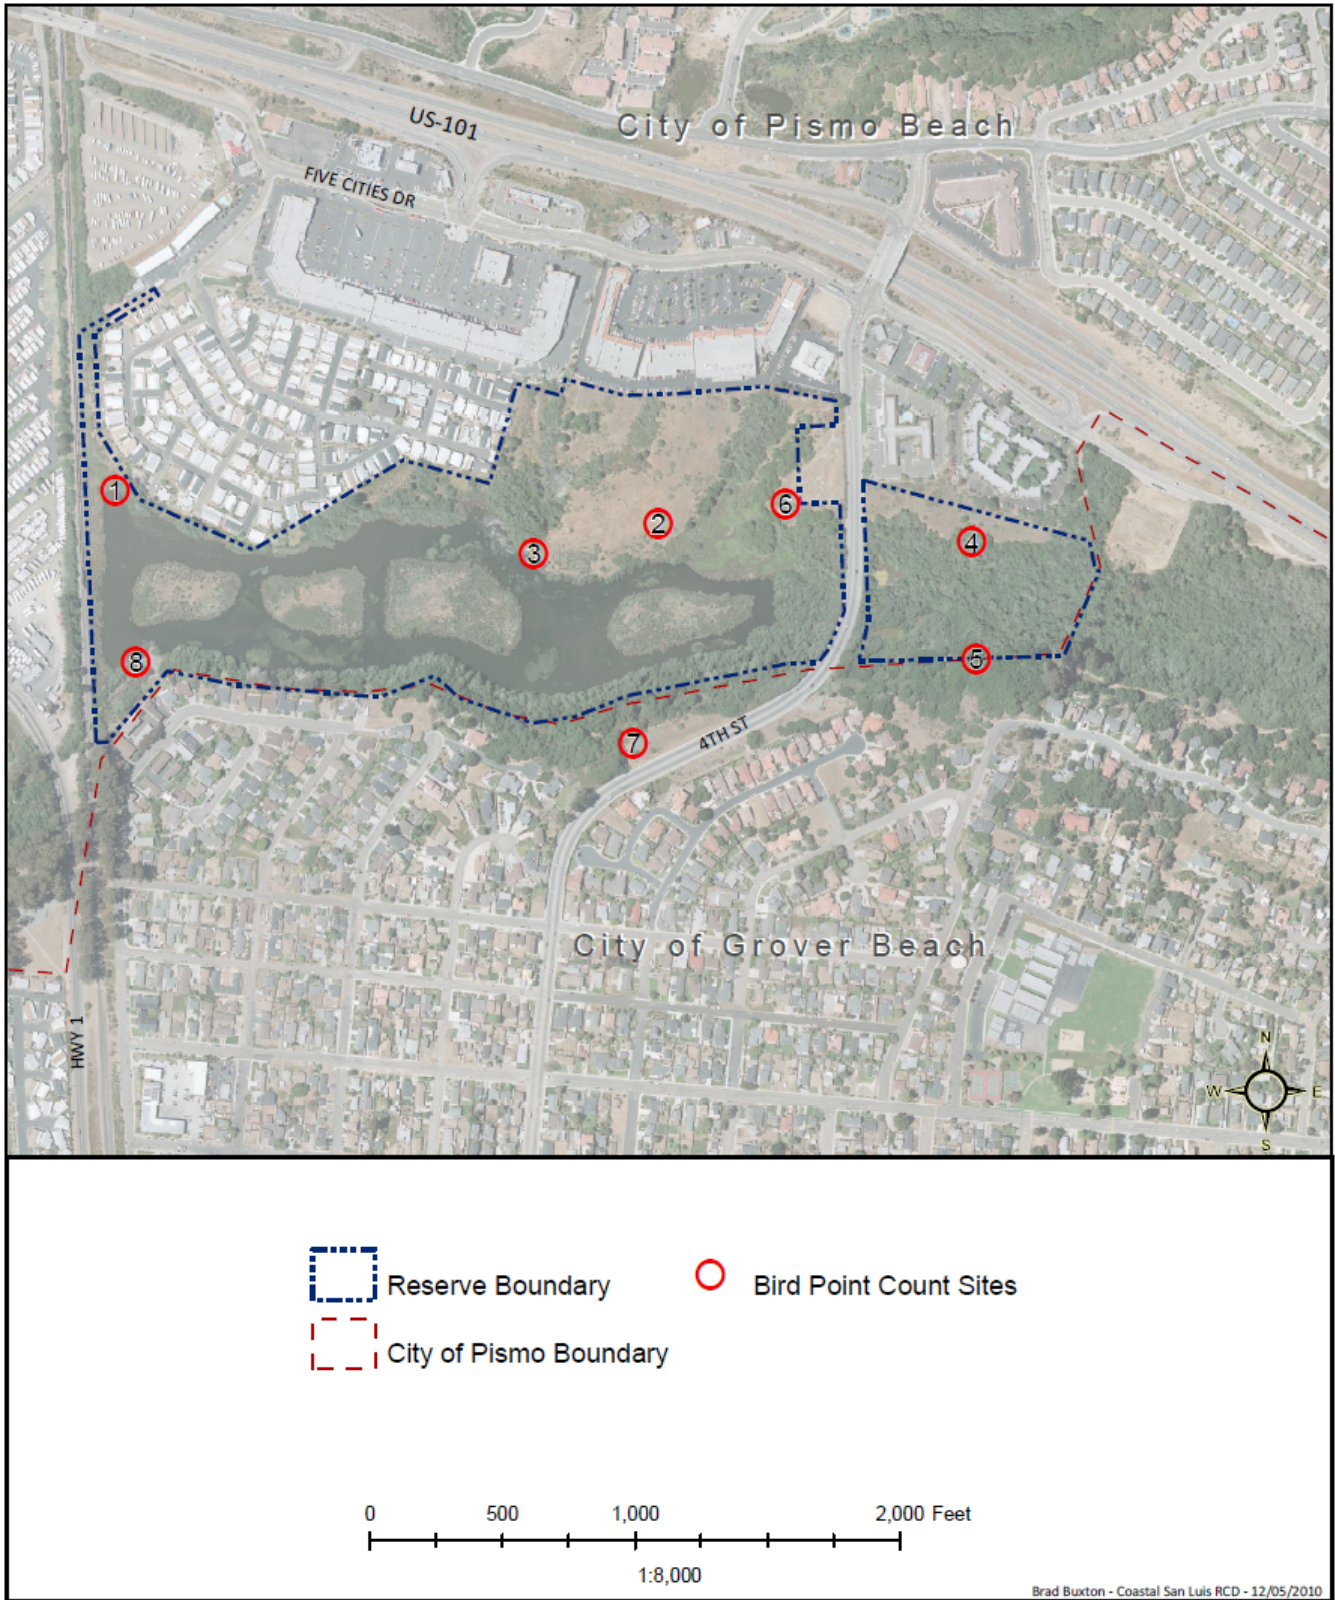 US-101
City of Pismo Beach
FIVE CITIES DR
1
2
6
3
4
8
5
7
4TH ST
City of Grover Beach
HWY 1
N
W E
S
Reserve Boundary
Bird Point Count Sites
City of Pismo Boundary
0 500 1,000 2,000 Feet
1:8,000
Brad Buxton - Coastal San Luis RCD - 12/05/2010